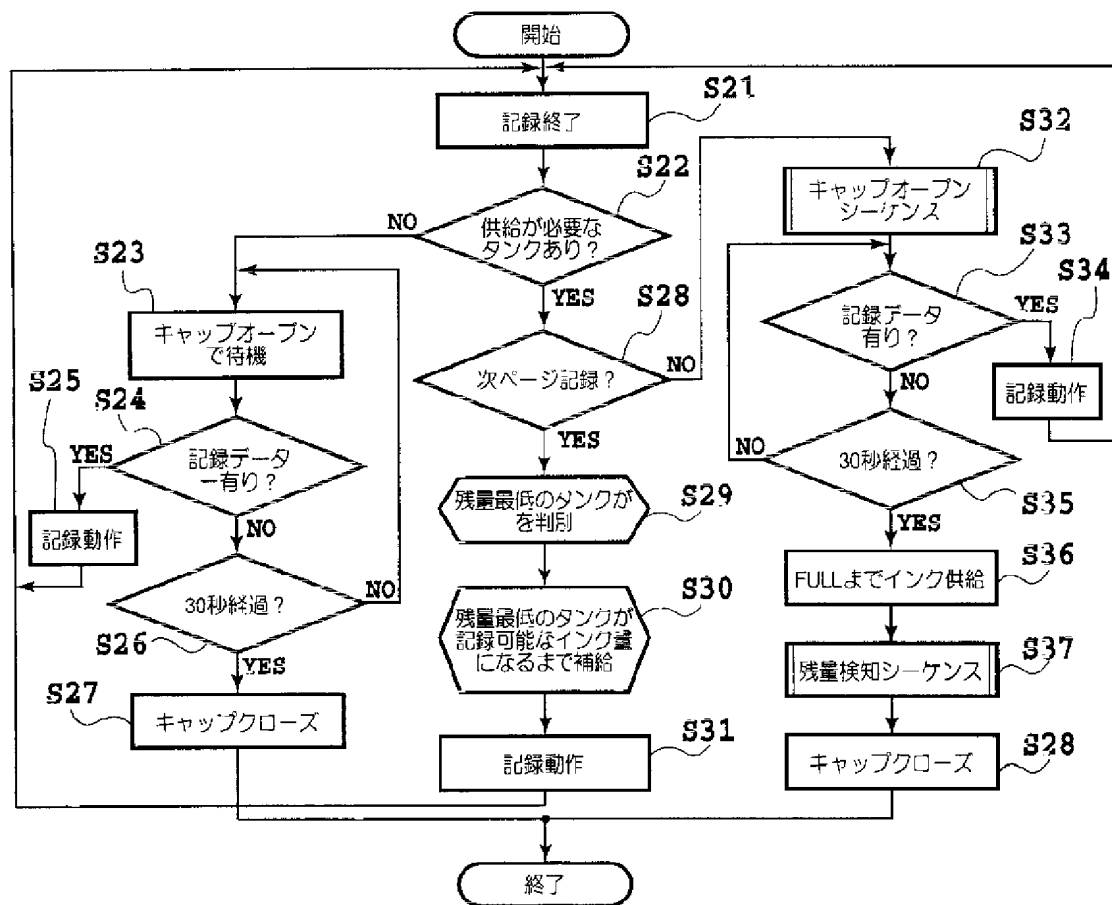 開始
S21
記録終了
S22
供給が必要な
タンクあり？
NO
YES
S23
キャップオープン
で待機
S24
記録データ
ー有り？
YES
NO
S25
記録動作
30秒経過？
NO
S26
YES
S27
キャップクローズ
S28
次ページ記録？
NO
YES
S29
残量最低のタンクが
を判別
S30
残量最低のタンクが
記録可能なインク量
になるまで補給
S31
記録動作
S32
キャップオープン
シーケンス
S33
記録データ
有り？
YES
NO
S34
記録動作
30秒経過？
NO
S35
YES
S36
FULLまでインク供給
S37
残量検知シーケンス
S28
キャップクローズ
終了